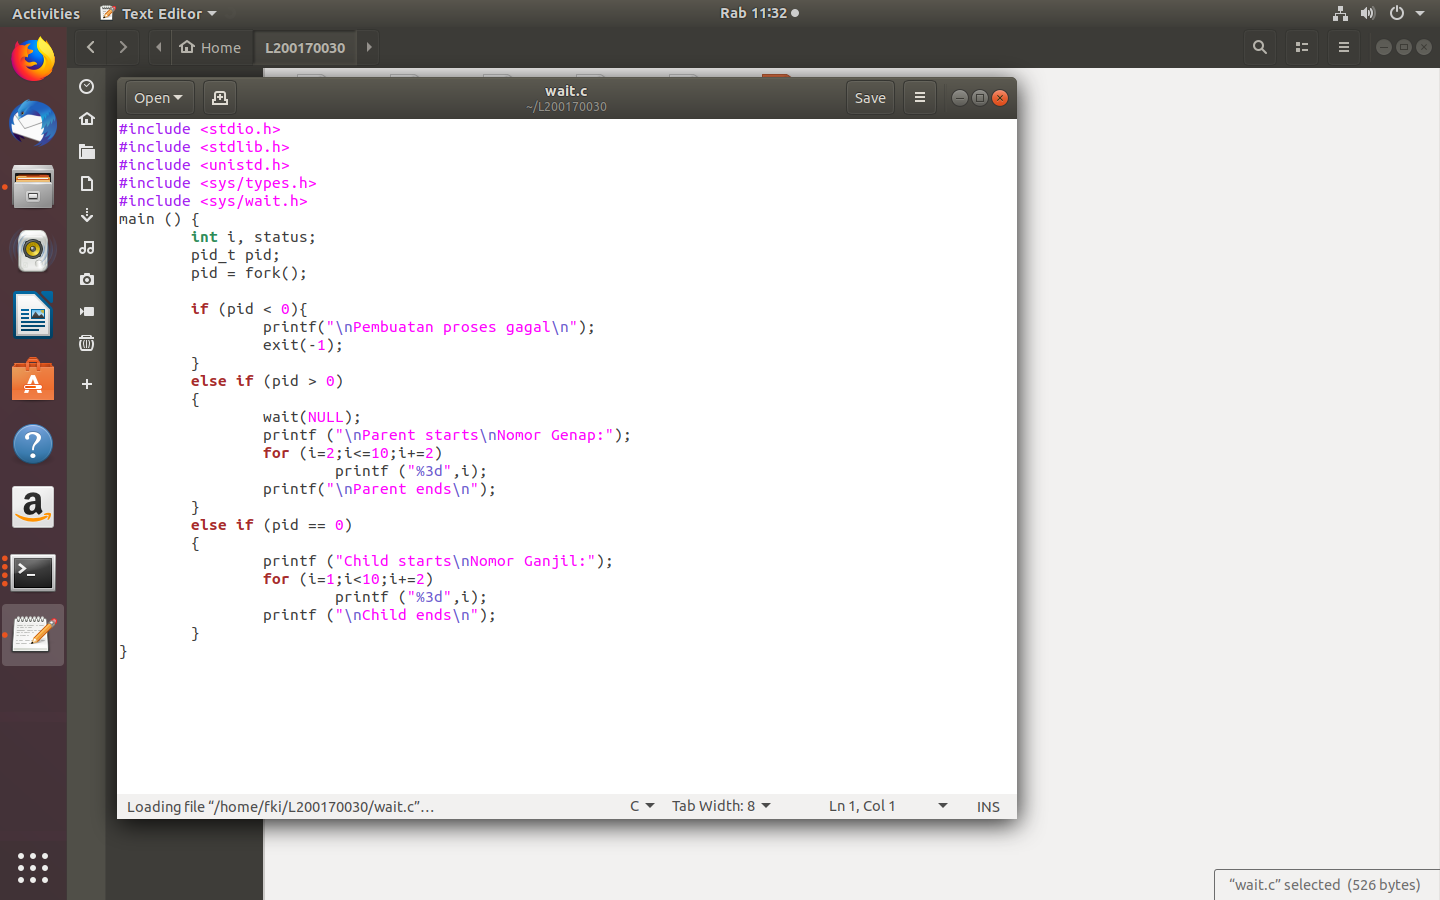 Activities Text Editor Rab 11:32
Home L200170030
Open wait.c Save
~/L200170030
#include <stdio.h>
#include <stdlib.h>
#include <unistd.h>
#include <sys/types.h>
#include <sys/wait.h>
main () {
        int i, status;
        pid_t pid;
        pid = fork();

        if (pid < 0){
                printf("\nPembuatan proses gagal\n");
                exit(-1);
        }
        else if (pid > 0)
        {
                wait(NULL);
                printf ("\nParent starts\nNomor Genap:");
                for (i=2;i<=10;i+=2)
                        printf ("%3d",i);
                printf("\nParent ends\n");
        }
        else if (pid == 0)
        {
                printf ("Child starts\nNomor Ganjil:");
                for (i=1;i<10;i+=2)
                        printf ("%3d",i);
                printf ("\nChild ends\n");
        }
}
Loading file “/home/fki/L200170030/wait.c”… C Tab Width: 8 Ln 1, Col 1 INS
“wait.c” selected (526 bytes)